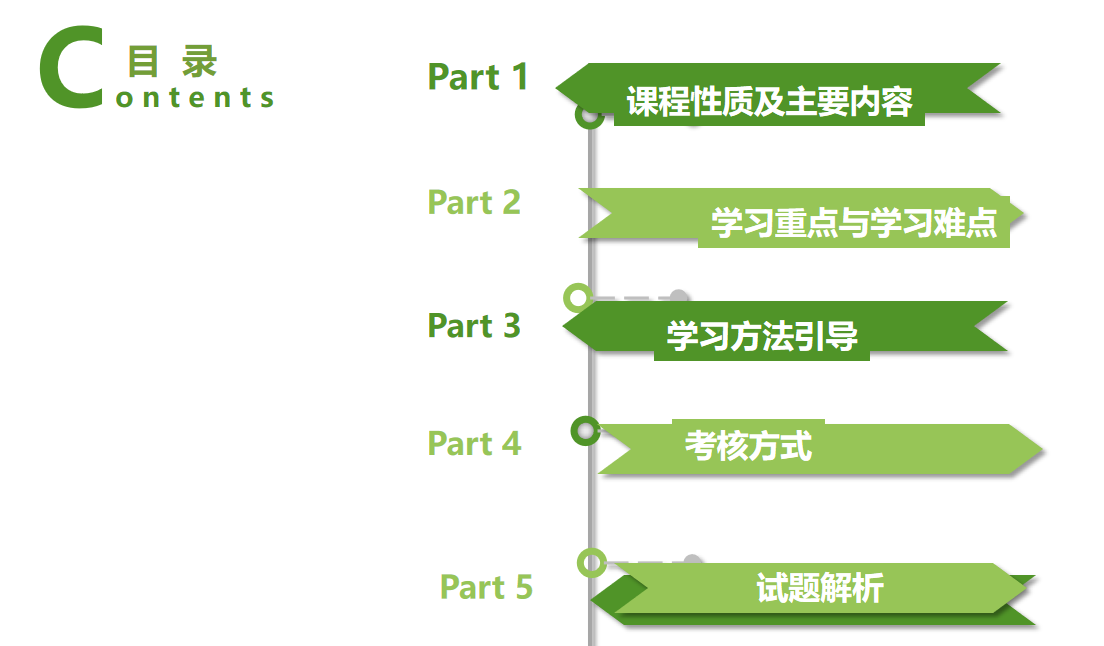 目 录
Contents
Part 1 课程性质及主要内容
Part 2 学习重点与学习难点
Part 3 学习方法引导
Part 4 考核方式
Part 5 试题解析